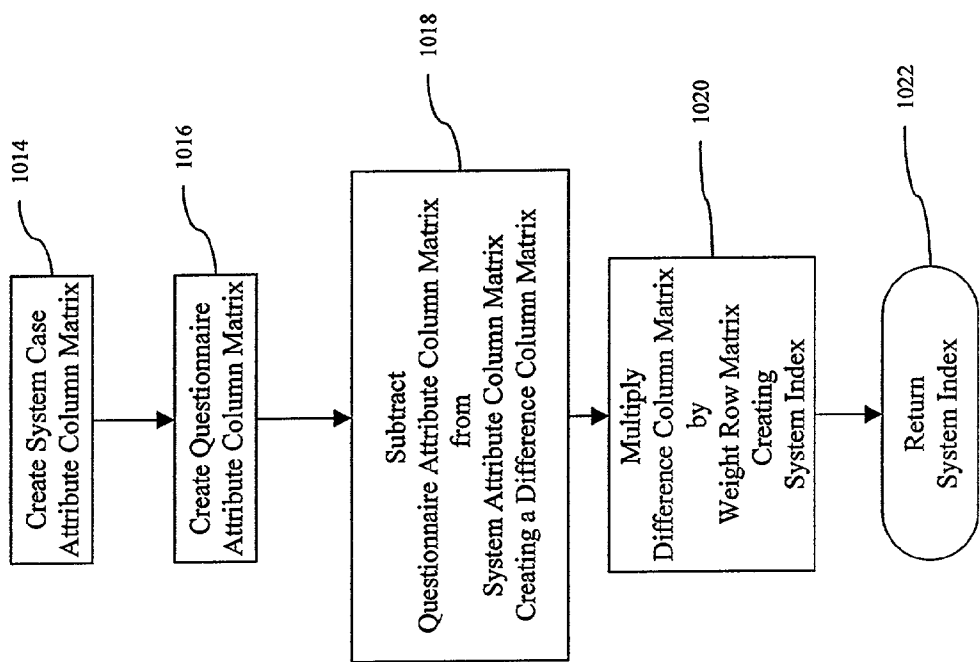 Create System Case
Attribute Column Matrix
1014
Create Questionnaire
Attribute Column Matrix
1016
Subtract
Questionnaire Attribute Column Matrix
from
System Attribute Column Matrix
Creating a Difference Column Matrix
1018
Multiply
Difference Column Matrix
by
Weight Row Matrix
Creating
System Index
1020
Return
System Index
1022